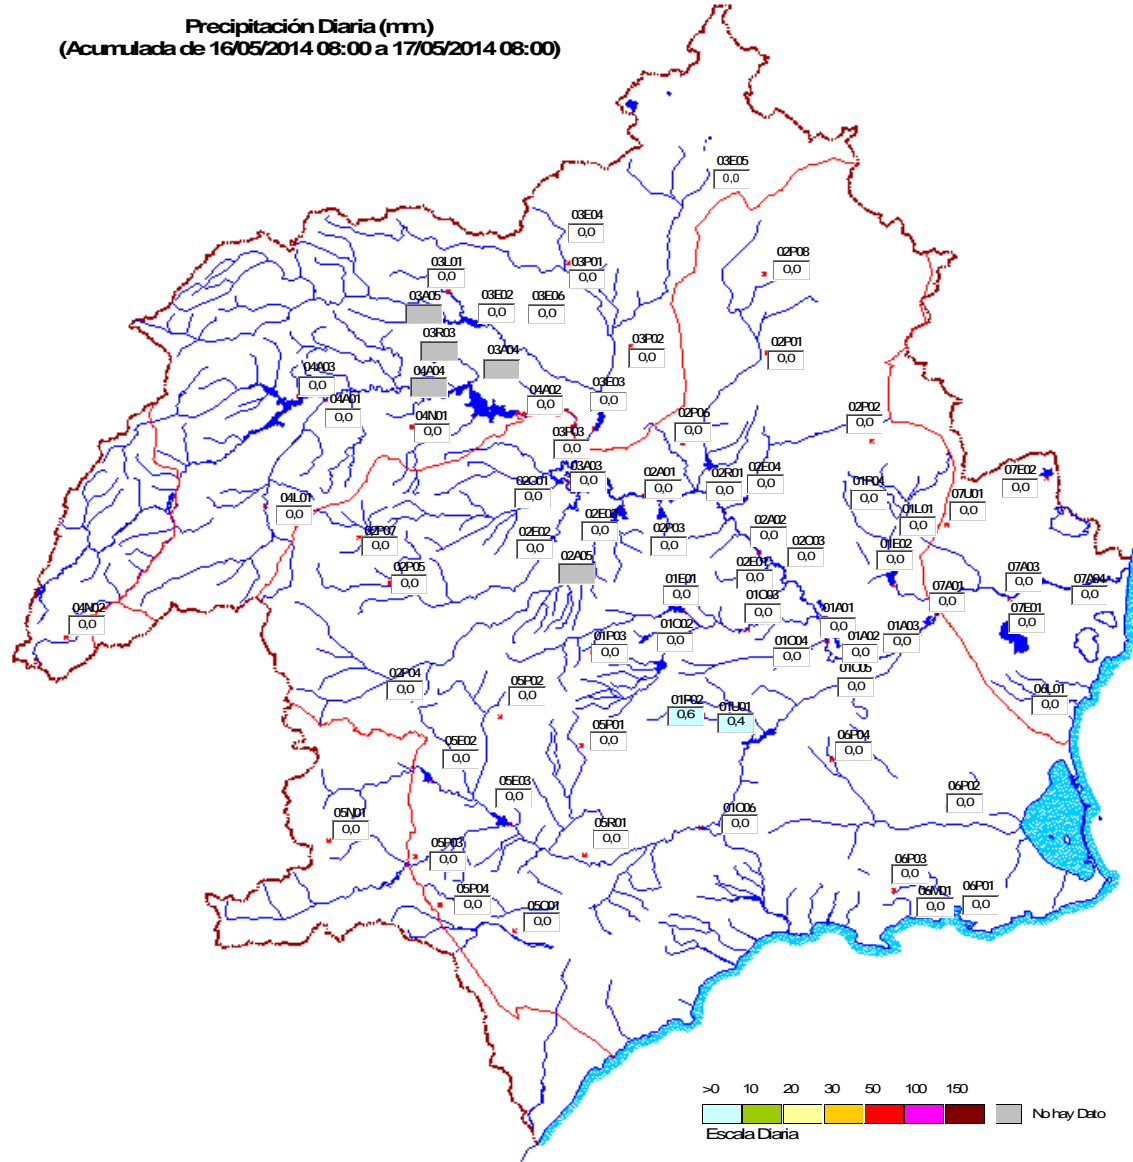 Precipitación Diaria (mm.)
(Acumulada de 16/05/2014 08:00 a 17/05/2014 08:00)
03E05
0,0
03E04
0,0
03P01
0,0
02P08
0,0
03L01
0,0
03A05
03E02
0,0
03E06
0,0
03R03
03A04
03P02
0,0
02P01
0,0
04A03
0,0
04A04
04A01
0,0
04A02
0,0
03E03
0,0
04N01
0,0
02P06
0,0
02P02
0,0
03P03
0,0
03A03
0,0
02O01
0,0
02A01
0,0
02R01
0,0
02E04
0,0
01P04
0,0
07E02
0,0
04L01
0,0
07U01
0,0
01L01
0,0
02P07
0,0
02E02
0,0
02E03
0,0
02P03
0,0
02A02
0,0
02O03
0,0
01E02
0,0
02P05
0,0
02A05
02E01
0,0
01E01
0,0
07A03
0,0
07A04
0,0
07A01
0,0
04N02
0,0
01O03
0,0
01A01
0,0
07E01
0,0
01P03
0,0
01O02
0,0
01O04
0,0
01A02
0,0
01A03
0,0
01O05
0,0
02P04
0,0
05P02
0,0
06L01
0,0
01P02
0,6
01U01
0,4
05P01
0,0
06P04
0,0
05E02
0,0
05E03
0,0
06P02
0,0
05N01
0,0
01O06
0,0
05R01
0,0
05P03
0,0
06P03
0,0
05P04
0,0
05O01
0,0
06M01
0,0
06P01
0,0
>0 10 20 30 50 100 150
No hay Dato
Escala Diaria